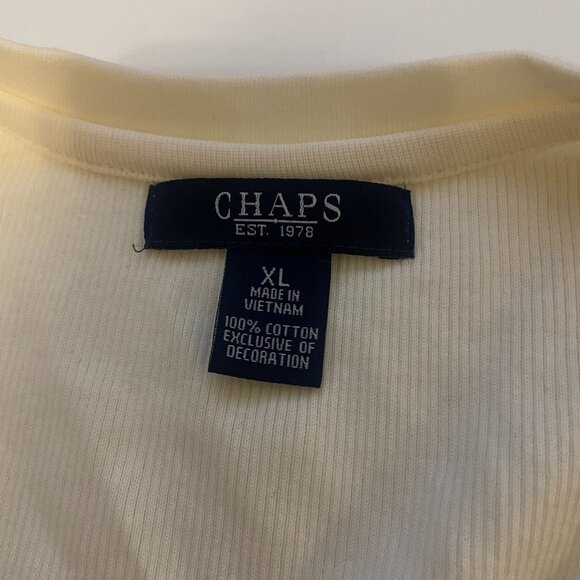 CHAPS
EST. 1978
XL
MADE IN
VIETNAM
100% COTTON
EXCLUSIVE OF
DECORATION